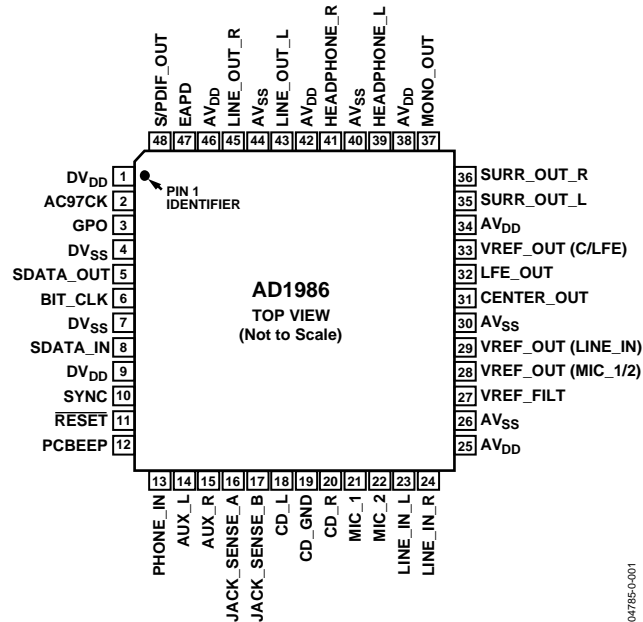 S/PDIF_OUT
EAPD
AVDD
LINE_OUT_R
AVSS
LINE_OUT_L
AVDD
HEADPHONE_R
AVSS
HEADPHONE_L
AVDD
MONO_OUT
48 47 46 45 44 43 42 41 40 39 38 37
DVDD 1
AC97CK 2
GPO 3
DVSS 4
SDATA_OUT 5
BIT_CLK 6
DVSS 7
SDATA_IN 8
DVDD 9
SYNC 10
RESET 11
PCBEEP 12
PIN 1
IDENTIFIER
AD1986
TOP VIEW
(Not to Scale)
36 SURR_OUT_R
35 SURR_OUT_L
34 AVDD
33 VREF_OUT (C/LFE)
32 LFE_OUT
31 CENTER_OUT
30 AVSS
29 VREF_OUT (LINE_IN)
28 VREF_OUT (MIC_1/2)
27 VREF_FILT
26 AVSS
25 AVDD
13 14 15 16 17 18 19 20 21 22 23 24
PHONE_IN
AUX_L
AUX_R
JACK_SENSE_A
JACK_SENSE_B
CD_L
CD_GND
CD_R
MIC_1
MIC_2
LINE_IN_L
LINE_IN_R
04785-0-001